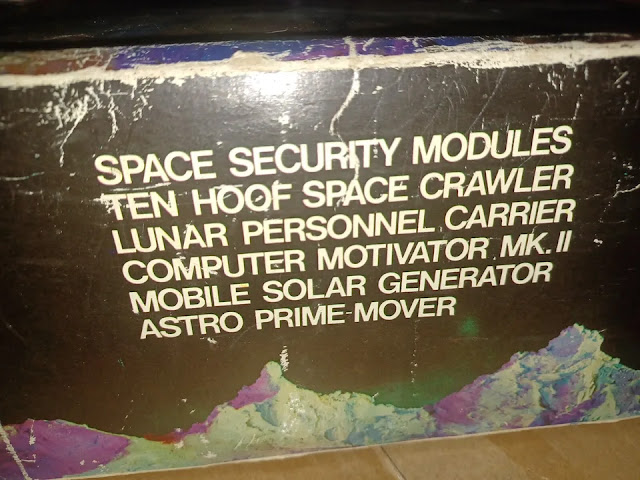 SPACE SECURITY MODULES
TEN HOOF SPACE CRAWLER
LUNAR PERSONNEL CARRIER
COMPUTER MOTIVATOR MK. II
MOBILE SOLAR GENERATOR
ASTRO PRIME-MOVER